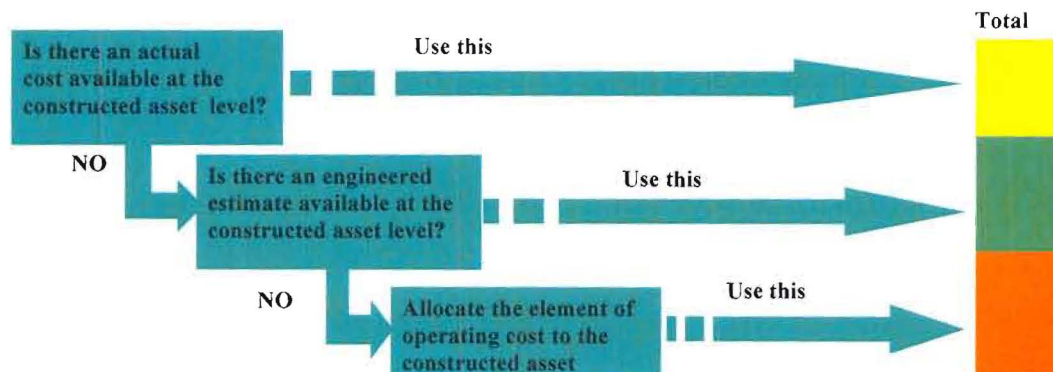 Total
Use this
Is there an actual
cost available at the
constructed asset level?
NO
Is there an engineered
estimate available at the
constructed asset level?
Use this
NO
Allocate the element of
operating cost to the
constructed asset
Use this